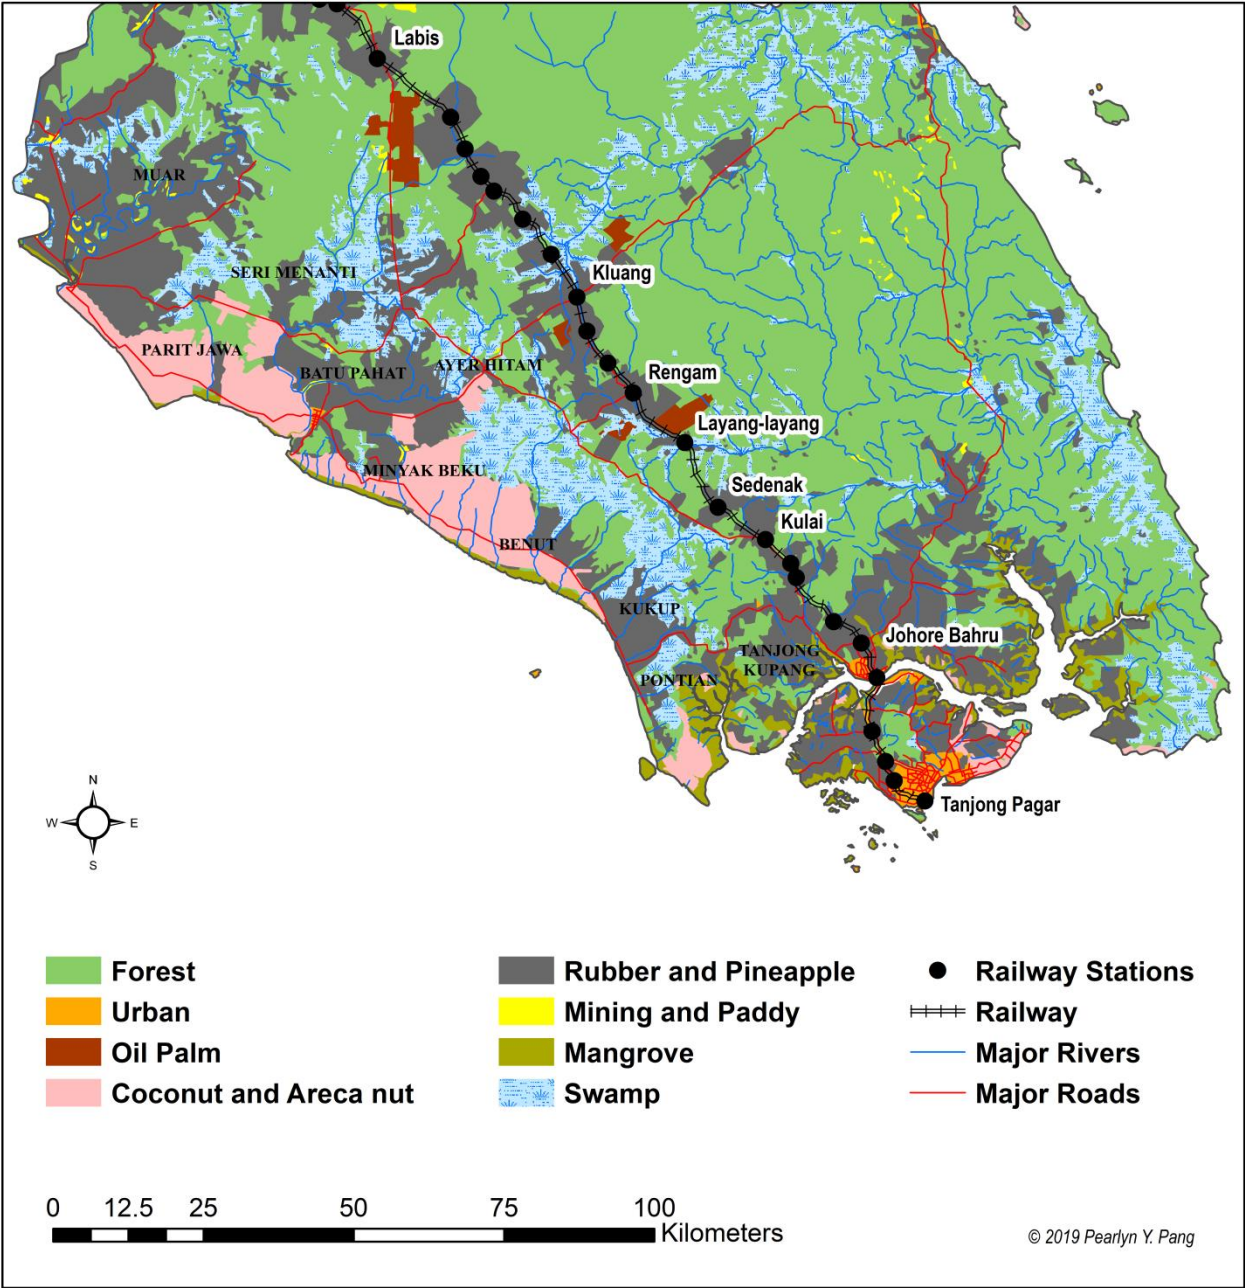 Labis
MUAR
SERI MENANTI
Kluang
PARIT JAWA
BATU PAHAT
AYER HITAM
Rengam
Layang-layang
MINYAK BEKU
Sedenak
Kulai
BENUT
KUKUP
Johore Bahru
TANJONG
KUPANG
PONTIAN
Tanjong Pagar
N
W
E
S
Forest
Urban
Oil Palm
Coconut and Areca nut
Rubber and Pineapple
Mining and Paddy
Mangrove
Swamp
Railway Stations
Railway
Major Rivers
Major Roads
0 12.5 25 50 75 100
Kilometers
© 2019 Pearlyn Y. Pang